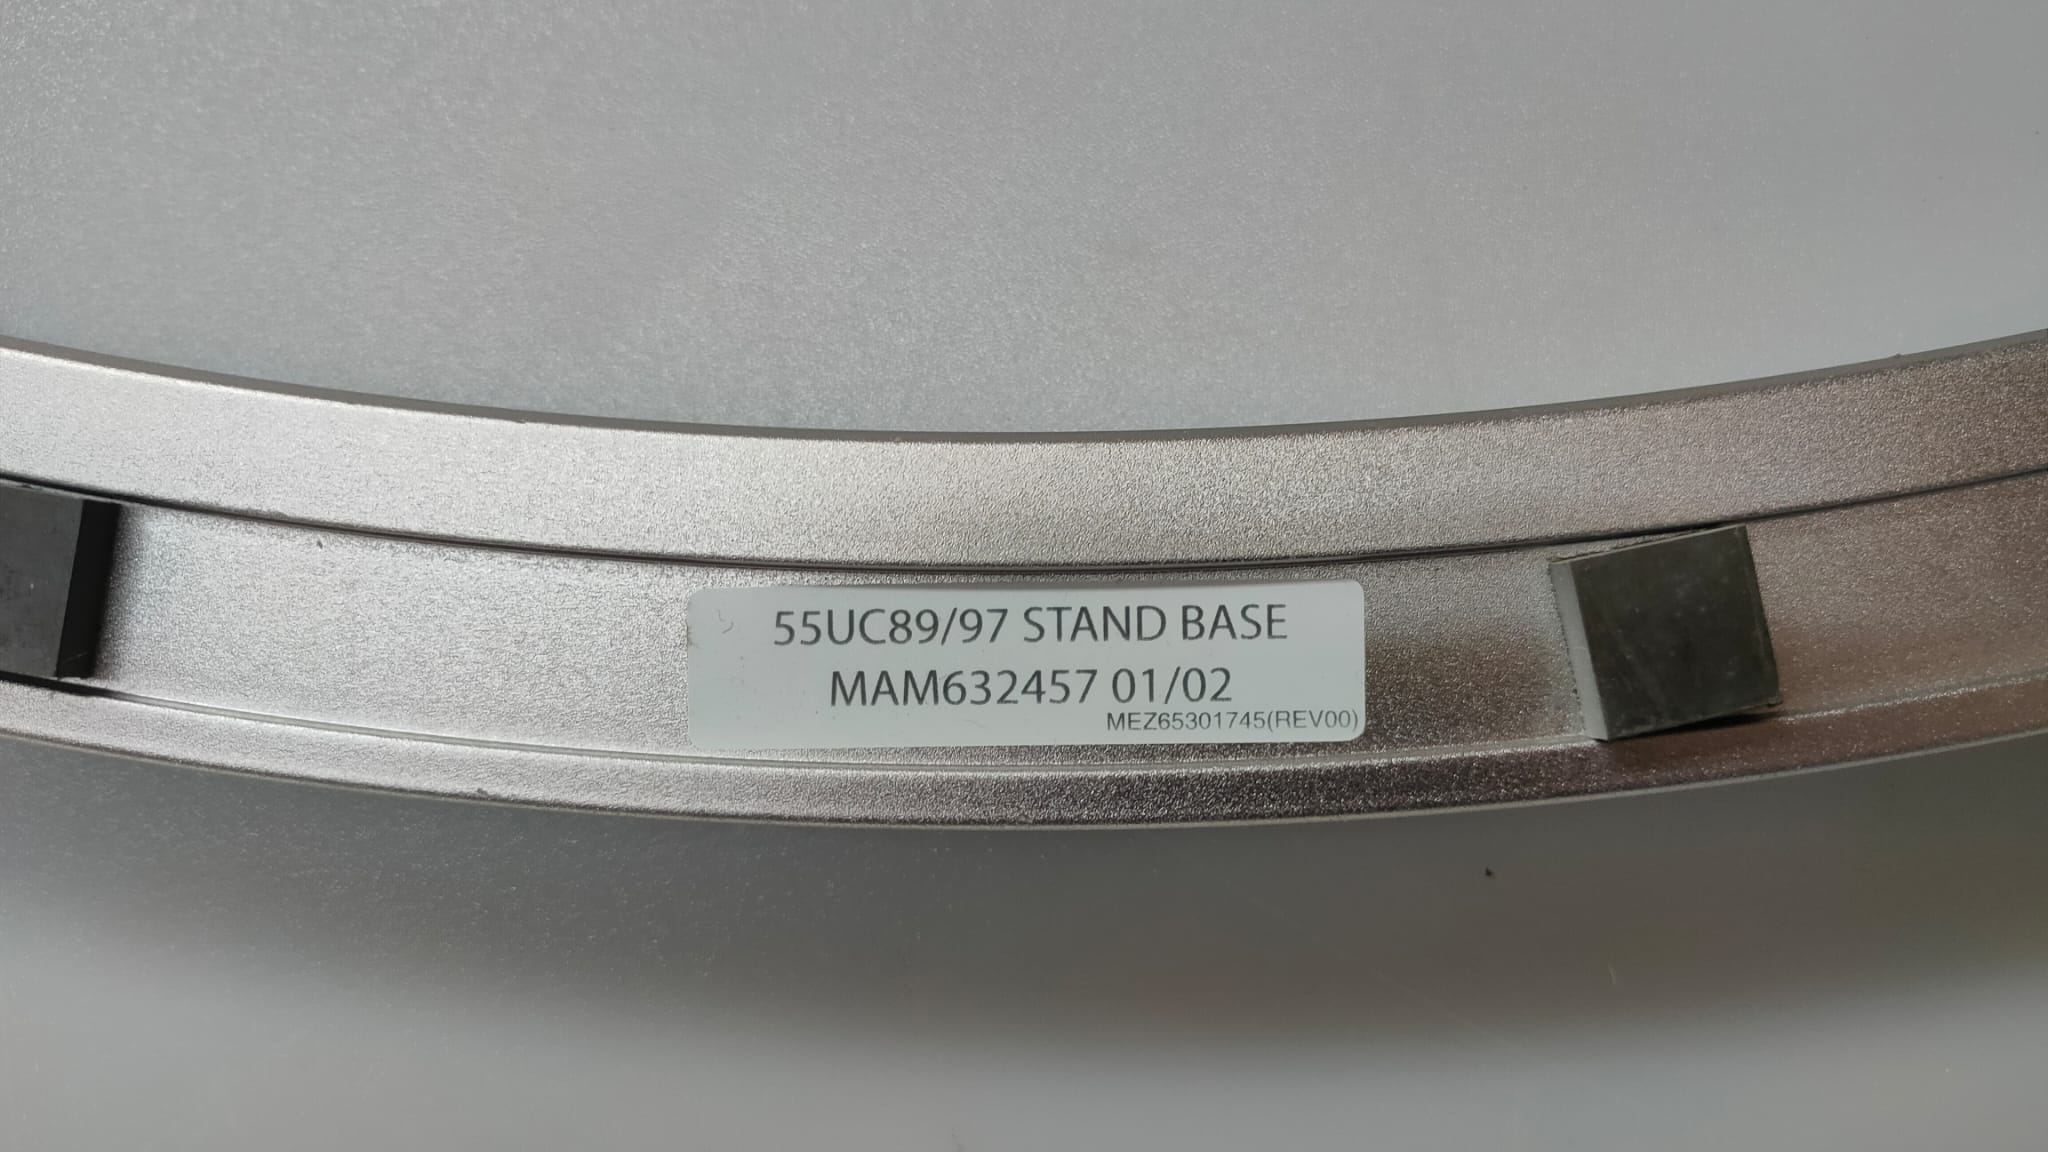 55UC89/97 STAND BASE
MAM632457 01/02
MEZ65301745(REV00)